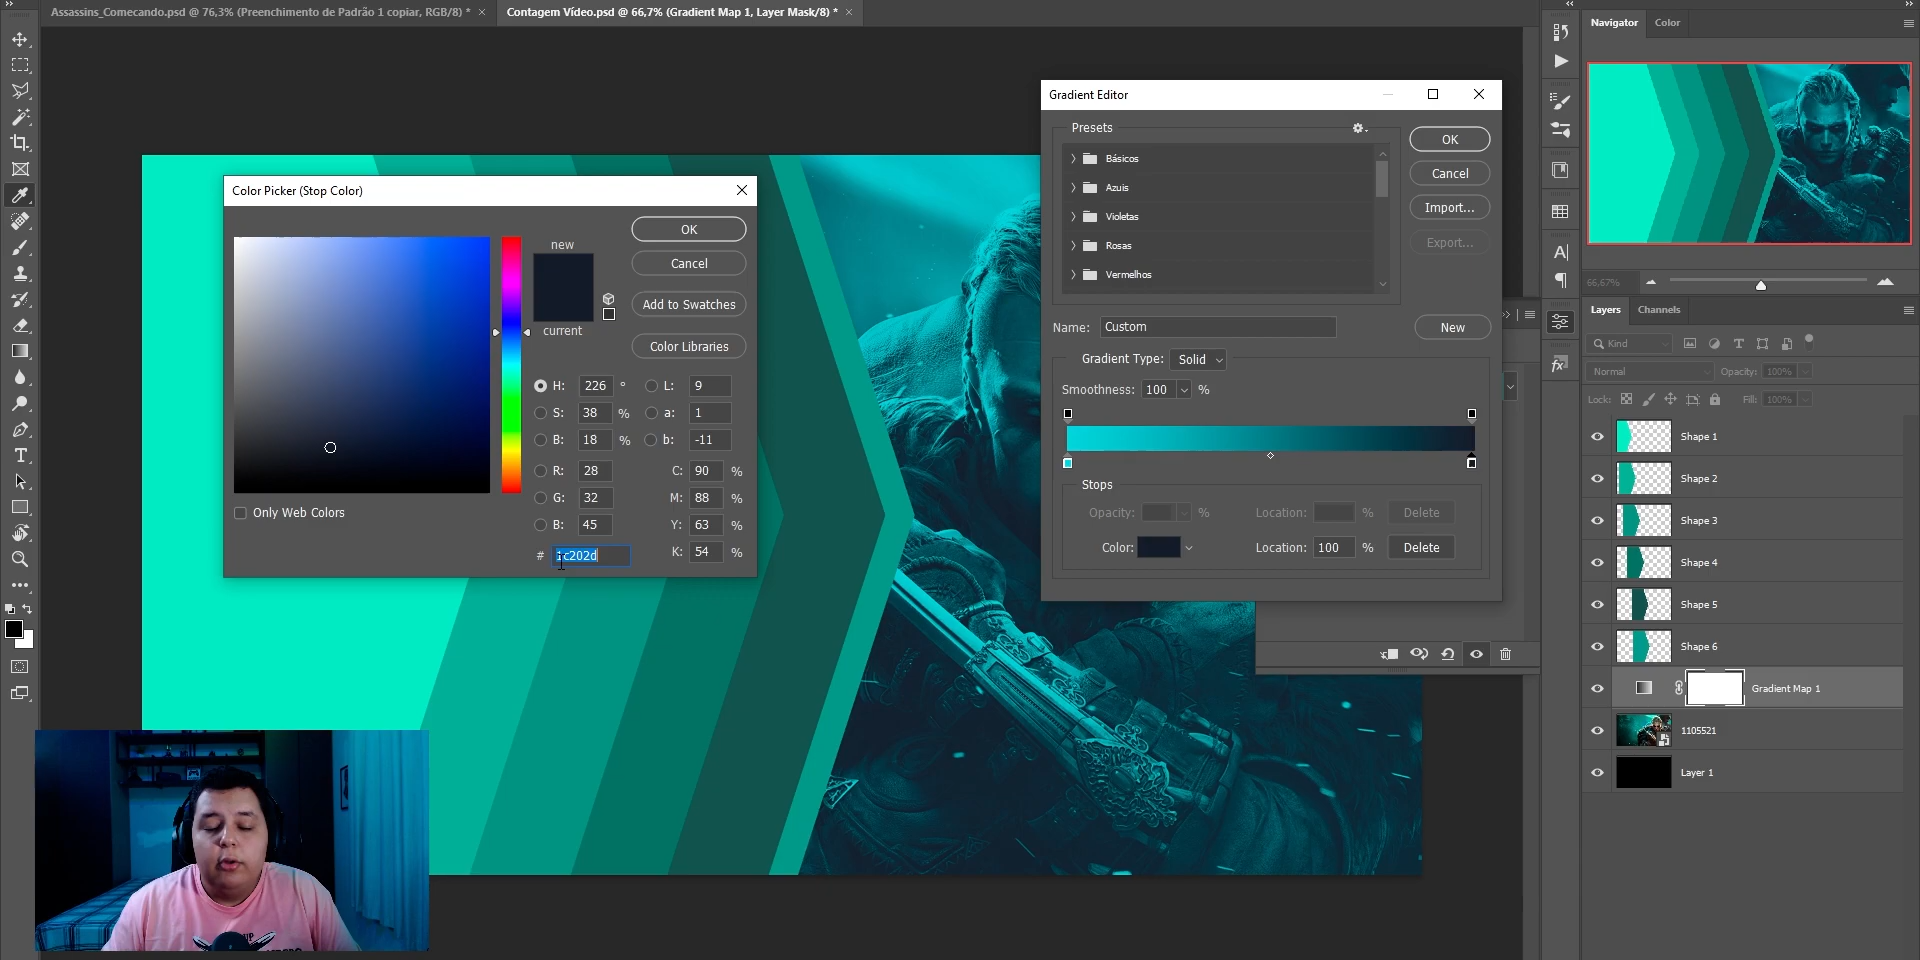 Assassins_Comecando.psd @ 76,3% (Preenchimento de Padrão 1 copiar, RGB/8) *
Contagem Vídeo.psd @ 66,7% (Gradient Map 1, Layer Mask/8) *
Navigator
Color
Gradient Editor
Presets
OK
Básicos
Cancel
Azuis
Import...
Violetas
Export...
Rosas
Vermelhos
Name:
Custom
New
Gradient Type:
Solid
Smoothness:
100
%
Stops
Opacity:
%
Location:
%
Delete
Color:
Location:
100
%
Delete
Color Picker (Stop Color)
new
OK
Cancel
Add to Swatches
current
Color Libraries
H:
226
°
L:
9
S:
38
%
a:
1
B:
18
%
b:
-11
R:
28
C:
90
%
G:
32
M:
88
%
Only Web Colors
B:
45
Y:
63
%
#
1c202d
K:
54
%
66,67%
Layers
Channels
Kind
Normal
Opacity:
100%
Lock:
Fill:
100%
Shape 1
Shape 2
Shape 3
Shape 4
Shape 5
Shape 6
Gradient Map 1
1105521
Layer 1